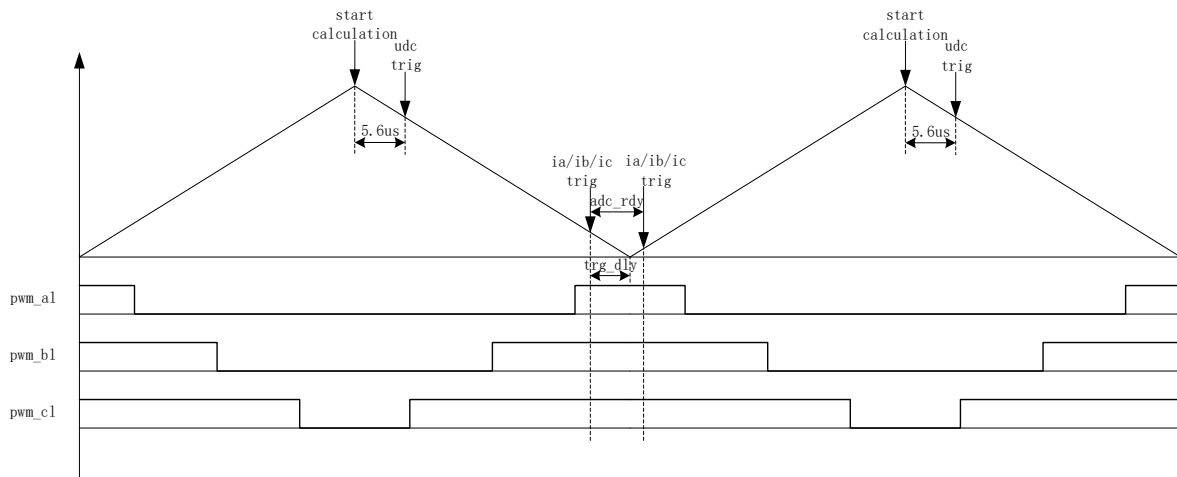 start
calculation
udc
trig
5.6us
ia/ib/ic
trig
ia/ib/ic
trig
adc_rdy
trg_dly
start
calculation
udc
trig
5.6us
pwm_al
pwm_bl
pwm_cl